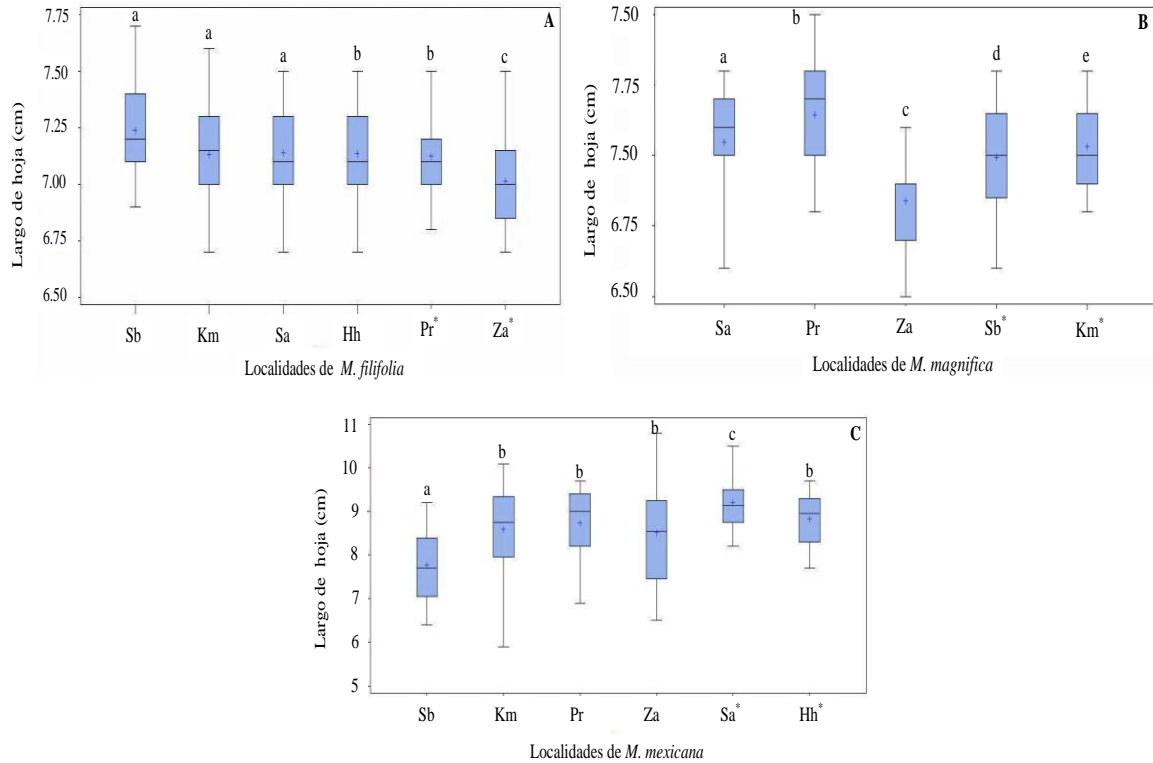 A
Largo de hoja (cm)
7.75
7.50
7.25
7.00
6.75
6.50
a
a
a
b
b
c
Sb
Km
Sa
Hh
Pr*
Za*
Localidades de M. filifolia
B
Largo de hoja (cm)
7.50
7.75
7.50
6.75
6.50
a
b
c
d
e
Sa
Pr
Za
Sb*
Km*
Localidades de M. magnifica
C
Largo de hoja (cm)
11
10
9
8
7
6
5
a
b
b
b
c
b
Sb
Km
Pr
Za
Sa*
Hh*
Localidades de M. mexicana